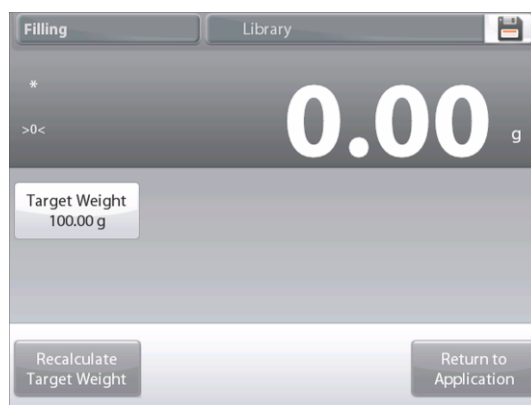 Filling
Library
*
>0<
0.00 g
Target Weight
100.00 g
Recalculate
Target Weight
Return to
Application